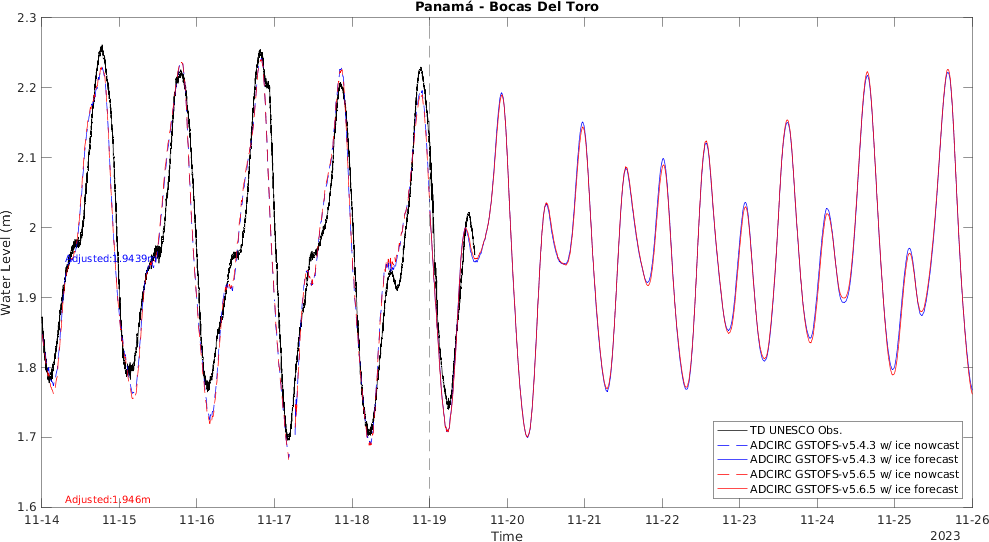 Panamá - Bocas Del Toro
2.3
2.2
2.1
2
1.9
1.8
1.7
1.6
Water Level (m)
Adjusted:1.9439m
Adjusted:1.946m
TD UNESCO Obs.
ADCIRC GSTOFS-v5.4.3 w/ ice nowcast
ADCIRC GSTOFS-v5.4.3 w/ ice forecast
ADCIRC GSTOFS-v5.6.5 w/ ice nowcast
ADCIRC GSTOFS-v5.6.5 w/ ice forecast
11-14 11-15 11-16 11-17 11-18 11-19 11-20 11-21 11-22 11-23 11-24 11-25 11-26
Time
2023